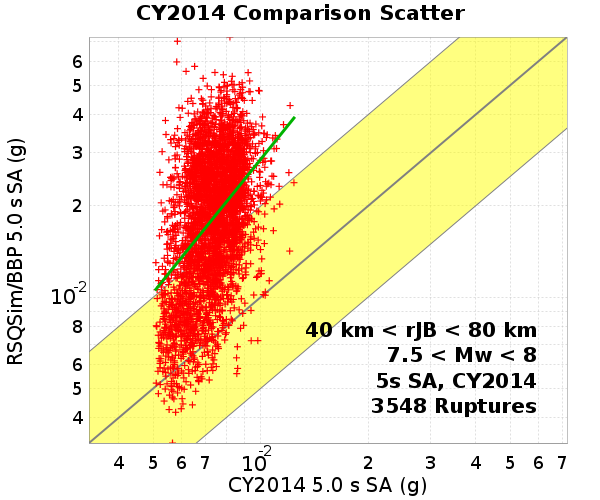 CY2014 Comparison Scatter
RSQSim/BBP 5.0 s SA (g)
6
5
4
3
2
10-2
8
6
5
4
40 km < rJB < 80 km
7.5 < Mw < 8
5s SA, CY2014
3548 Ruptures
4 5 6 7 10-2 2 3 4 5 6 7
CY2014 5.0 s SA (g)